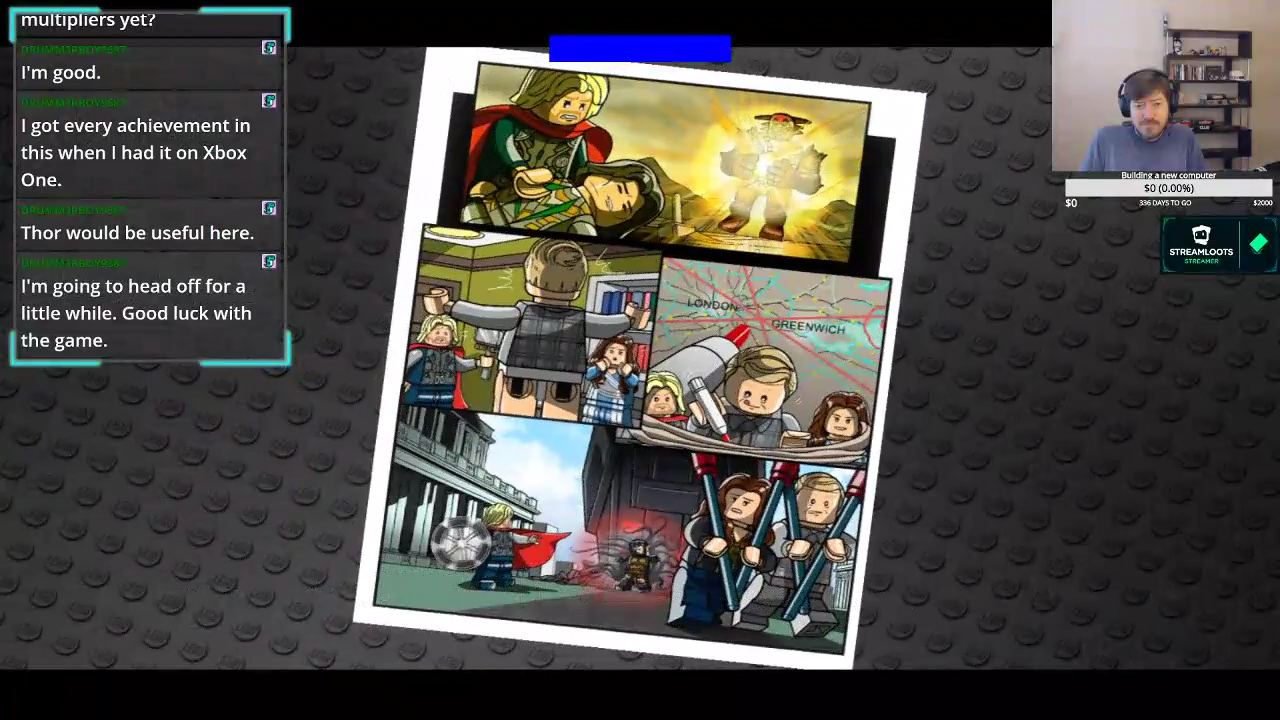 multipliers yet?
I'm good.
I got every achievement in
this when I had it on Xbox
One.
Thor would be useful here.
I'm going to head off for a
little while. Good luck with
the game.
LONDON
GREENWICH
Building a new computer
$0 (0.00%)
$0
336 DAYS TO GO
$2000
STREAMLOOTS
STREAMER